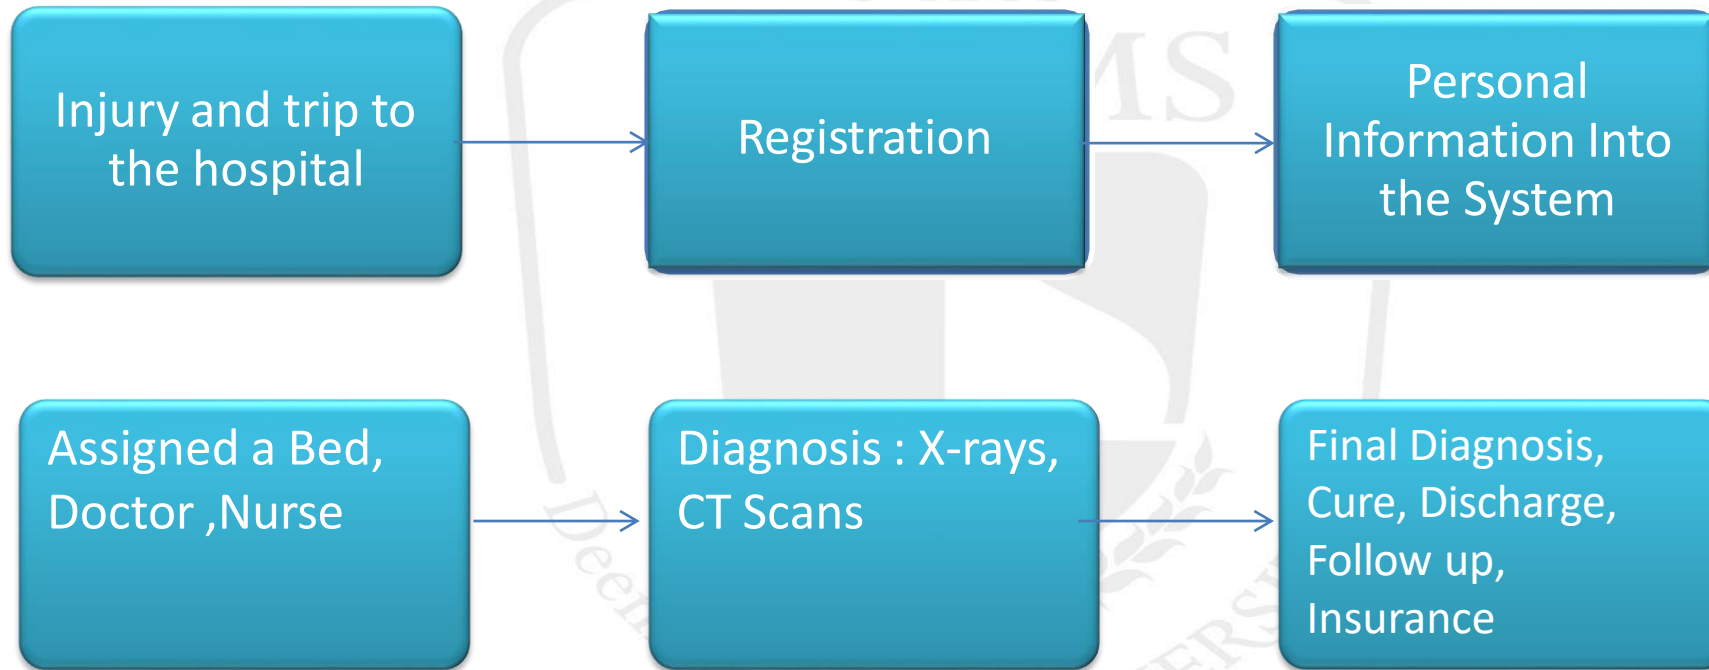 Injury and trip to
the hospital
Registration
Personal
Information Into
the System
Assigned a Bed,
Doctor ,Nurse
Diagnosis : X-rays,
CT Scans
Final Diagnosis,
Cure, Discharge,
Follow up,
Insurance